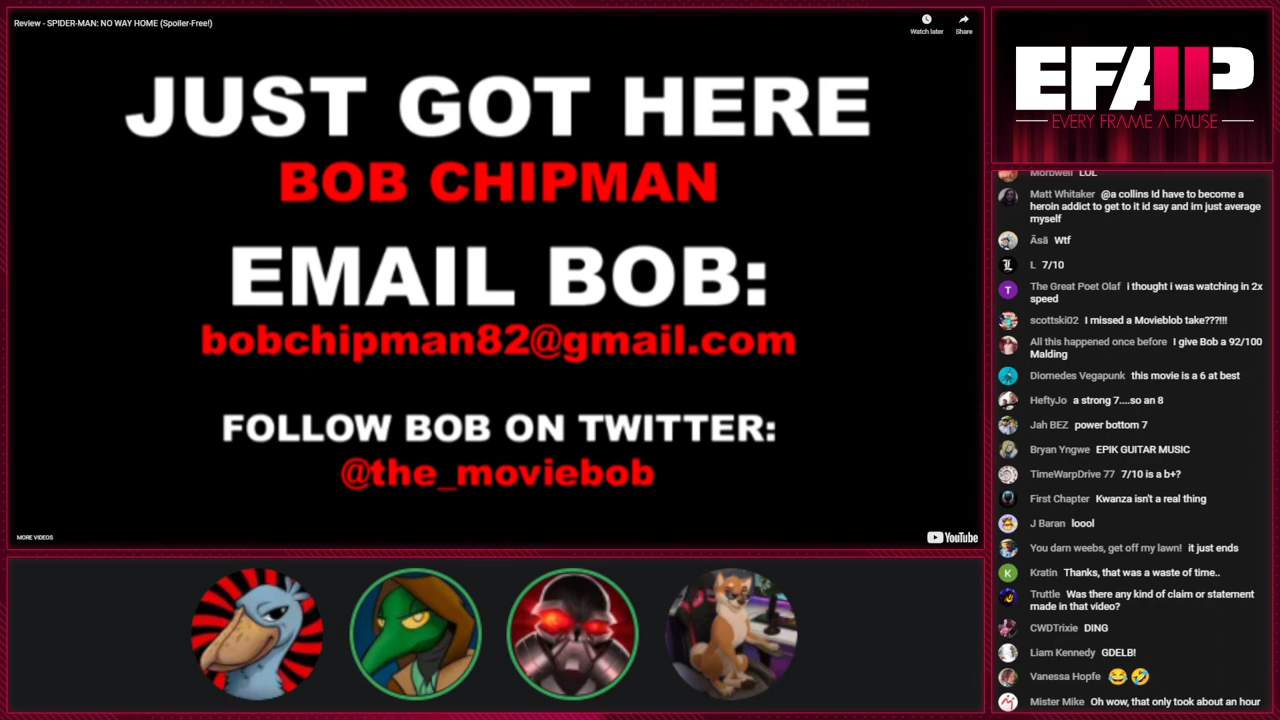 Review - SPIDER-MAN: NO WAY HOME (Spoiler-Free!)
Watch later
Share
JUST GOT HERE
BOB CHIPMAN
EMAIL BOB:
bobchipman82@gmail.com
FOLLOW BOB ON TWITTER:
@the_moviebob
MORE VIDEOS
YouTube
EFAP
EVERY FRAME A PAUSE
Morbwell LOL
Matt Whitaker @a collins Id have to become a
heroin addict to get to it id say and im just average
myself
Āsā Wtf
L 7/10
T
The Great Poet Olaf i thought i was watching in 2x
speed
scottski02 I missed a Movieblob take???!!!
All this happened once before I give Bob a 92/100
Malding
Diomedes Vegapunk this movie is a 6 at best
HeftyJo a strong 7....so an 8
Jah BEZ power bottom 7
Bryan Yngwe EPIK GUITAR MUSIC
TimeWarpDrive 77 7/10 is a b+?
First Chapter Kwanza isn't a real thing
J Baran loool
You darn weebs, get off my lawn! it just ends
K
Kratin Thanks, that was a waste of time..
Truttle Was there any kind of claim or statement
made in that video?
CWDTrixie DING
Liam Kennedy GDELB!
Vanessa Hopfe 😂🤣
Mister Mike Oh wow, that only took about an hour